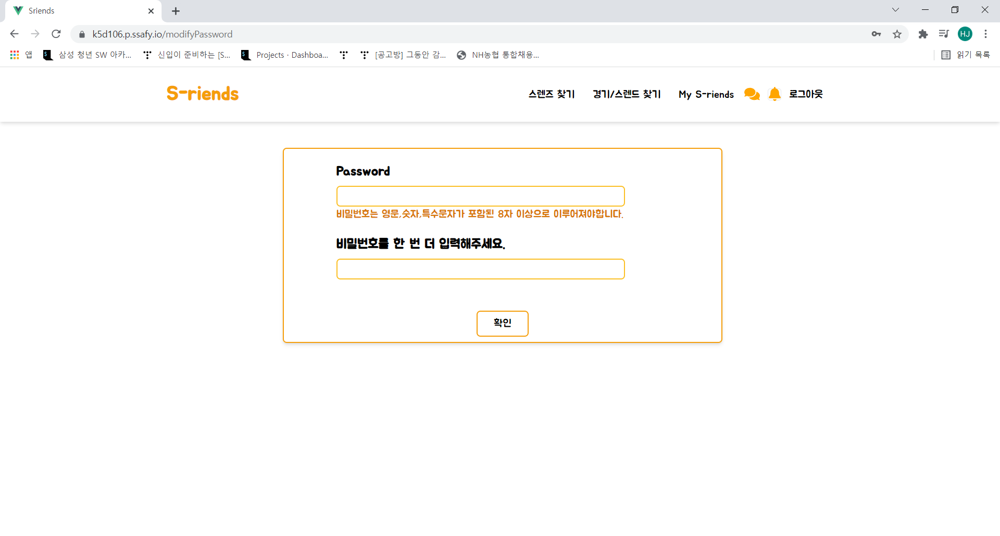 Sriends
k5d106.p.ssafy.io/modifyPassword
HJ
앱
삼성 청년 SW 아카...
신입이 준비하는 [S...
Projects · Dashboa...
[공고방] 그동안 감...
NH농협 통합채용...
읽기 목록
S-riends
스렌즈 찾기
경기/스렌드 찾기
My S-riends
로그아웃
Password
비밀번호는 영문,숫자,특수문자가 포함된 8자 이상으로 이루어져야합니다.
비밀번호를 한 번 더 입력해주세요.
확인